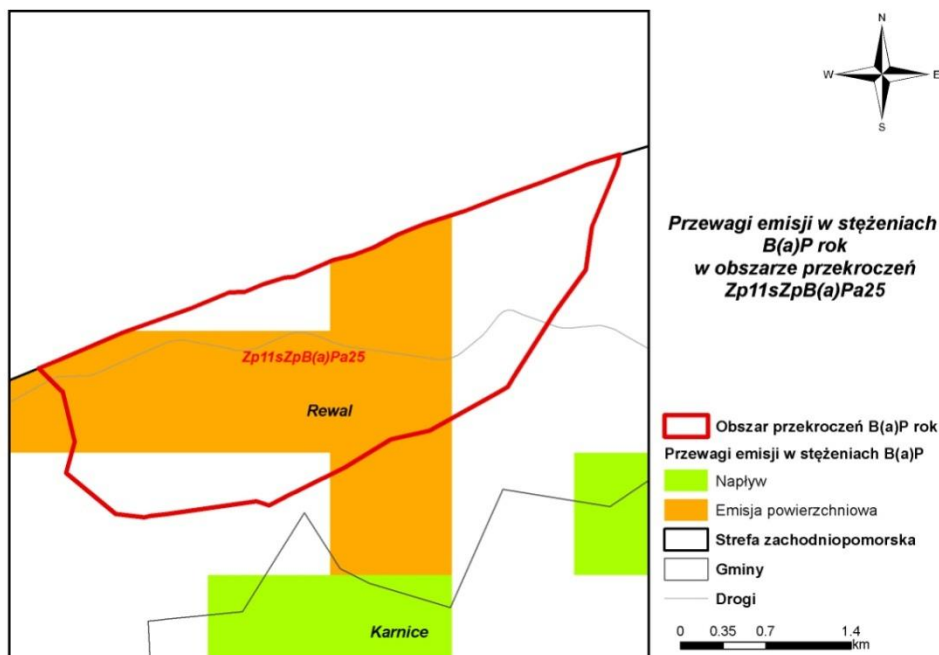 N
W E
S
Przewagi emisji w stężeniach
B(a)P rok
w obszarze przekroczeń
Zp11sZpB(a)Pa25
Zp11sZpB(a)Pa25
Rewal
Karnice
Obszar przekroczeń B(a)P rok
Przewagi emisji w stężeniach B(a)P
Napływ
Emisja powierzchniowa
Strefa zachodniopomorska
Gminy
Drogi
0 0.35 0.7 1.4
km